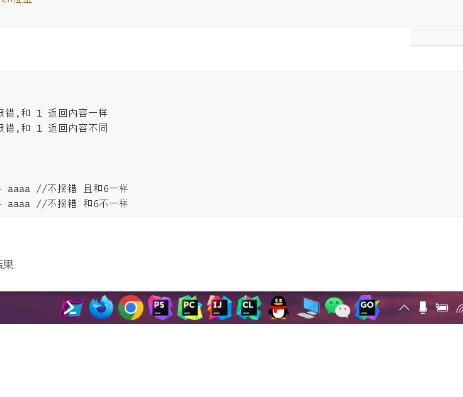 报错,和 1 返回内容一样
报错,和 1 返回内容不同
aaaa //不报错 且和6一样
aaaa //不报错 和6不一样
结果
PS PC IJ CL GO